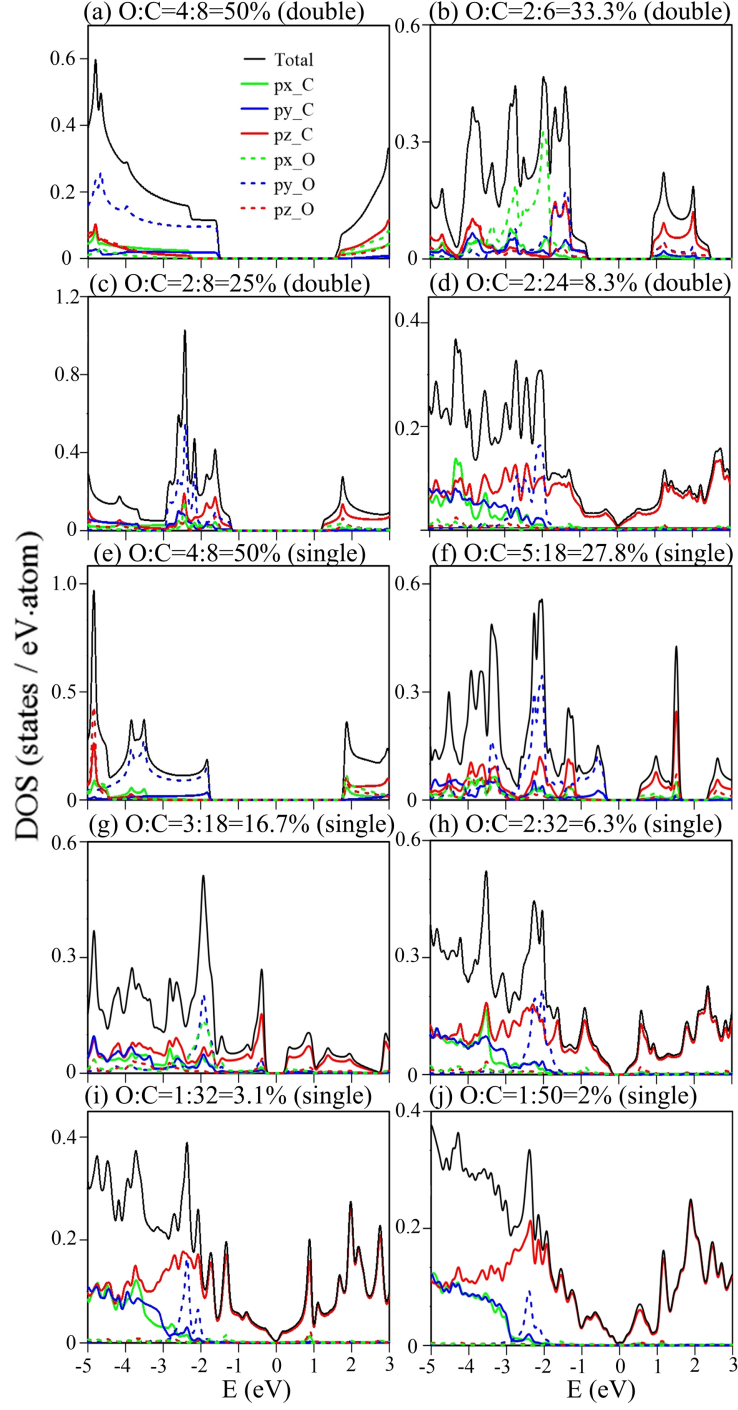 (a) O:C=4:8=50% (double)
(b) O:C=2:6=33.3% (double)
0.6
0.4
0.2
0
Total
px_C
py_C
pz_C
px_O
py_O
pz_O
0.6
0.3
0
(c) O:C=2:8=25% (double)
(d) O:C=2:24=8.3% (double)
1.2
0.8
0.4
0
0.4
0.2
0
(e) O:C=4:8=50% (single)
(f) O:C=5:18=27.8% (single)
1.0
0.5
0
0.6
0.3
0
DOS (states / eV·atom)
(g) O:C=3:18=16.7% (single)
(h) O:C=2:32=6.3% (single)
0.6
0.3
0
0.6
0.3
0
(i) O:C=1:32=3.1% (single)
(j) O:C=1:50=2% (single)
0.4
0.2
0
0.4
0.2
0
-5 -4 -3 -2 -1 0 1 2 3
-5 -4 -3 -2 -1 0 1 2 3
E (eV)
E (eV)